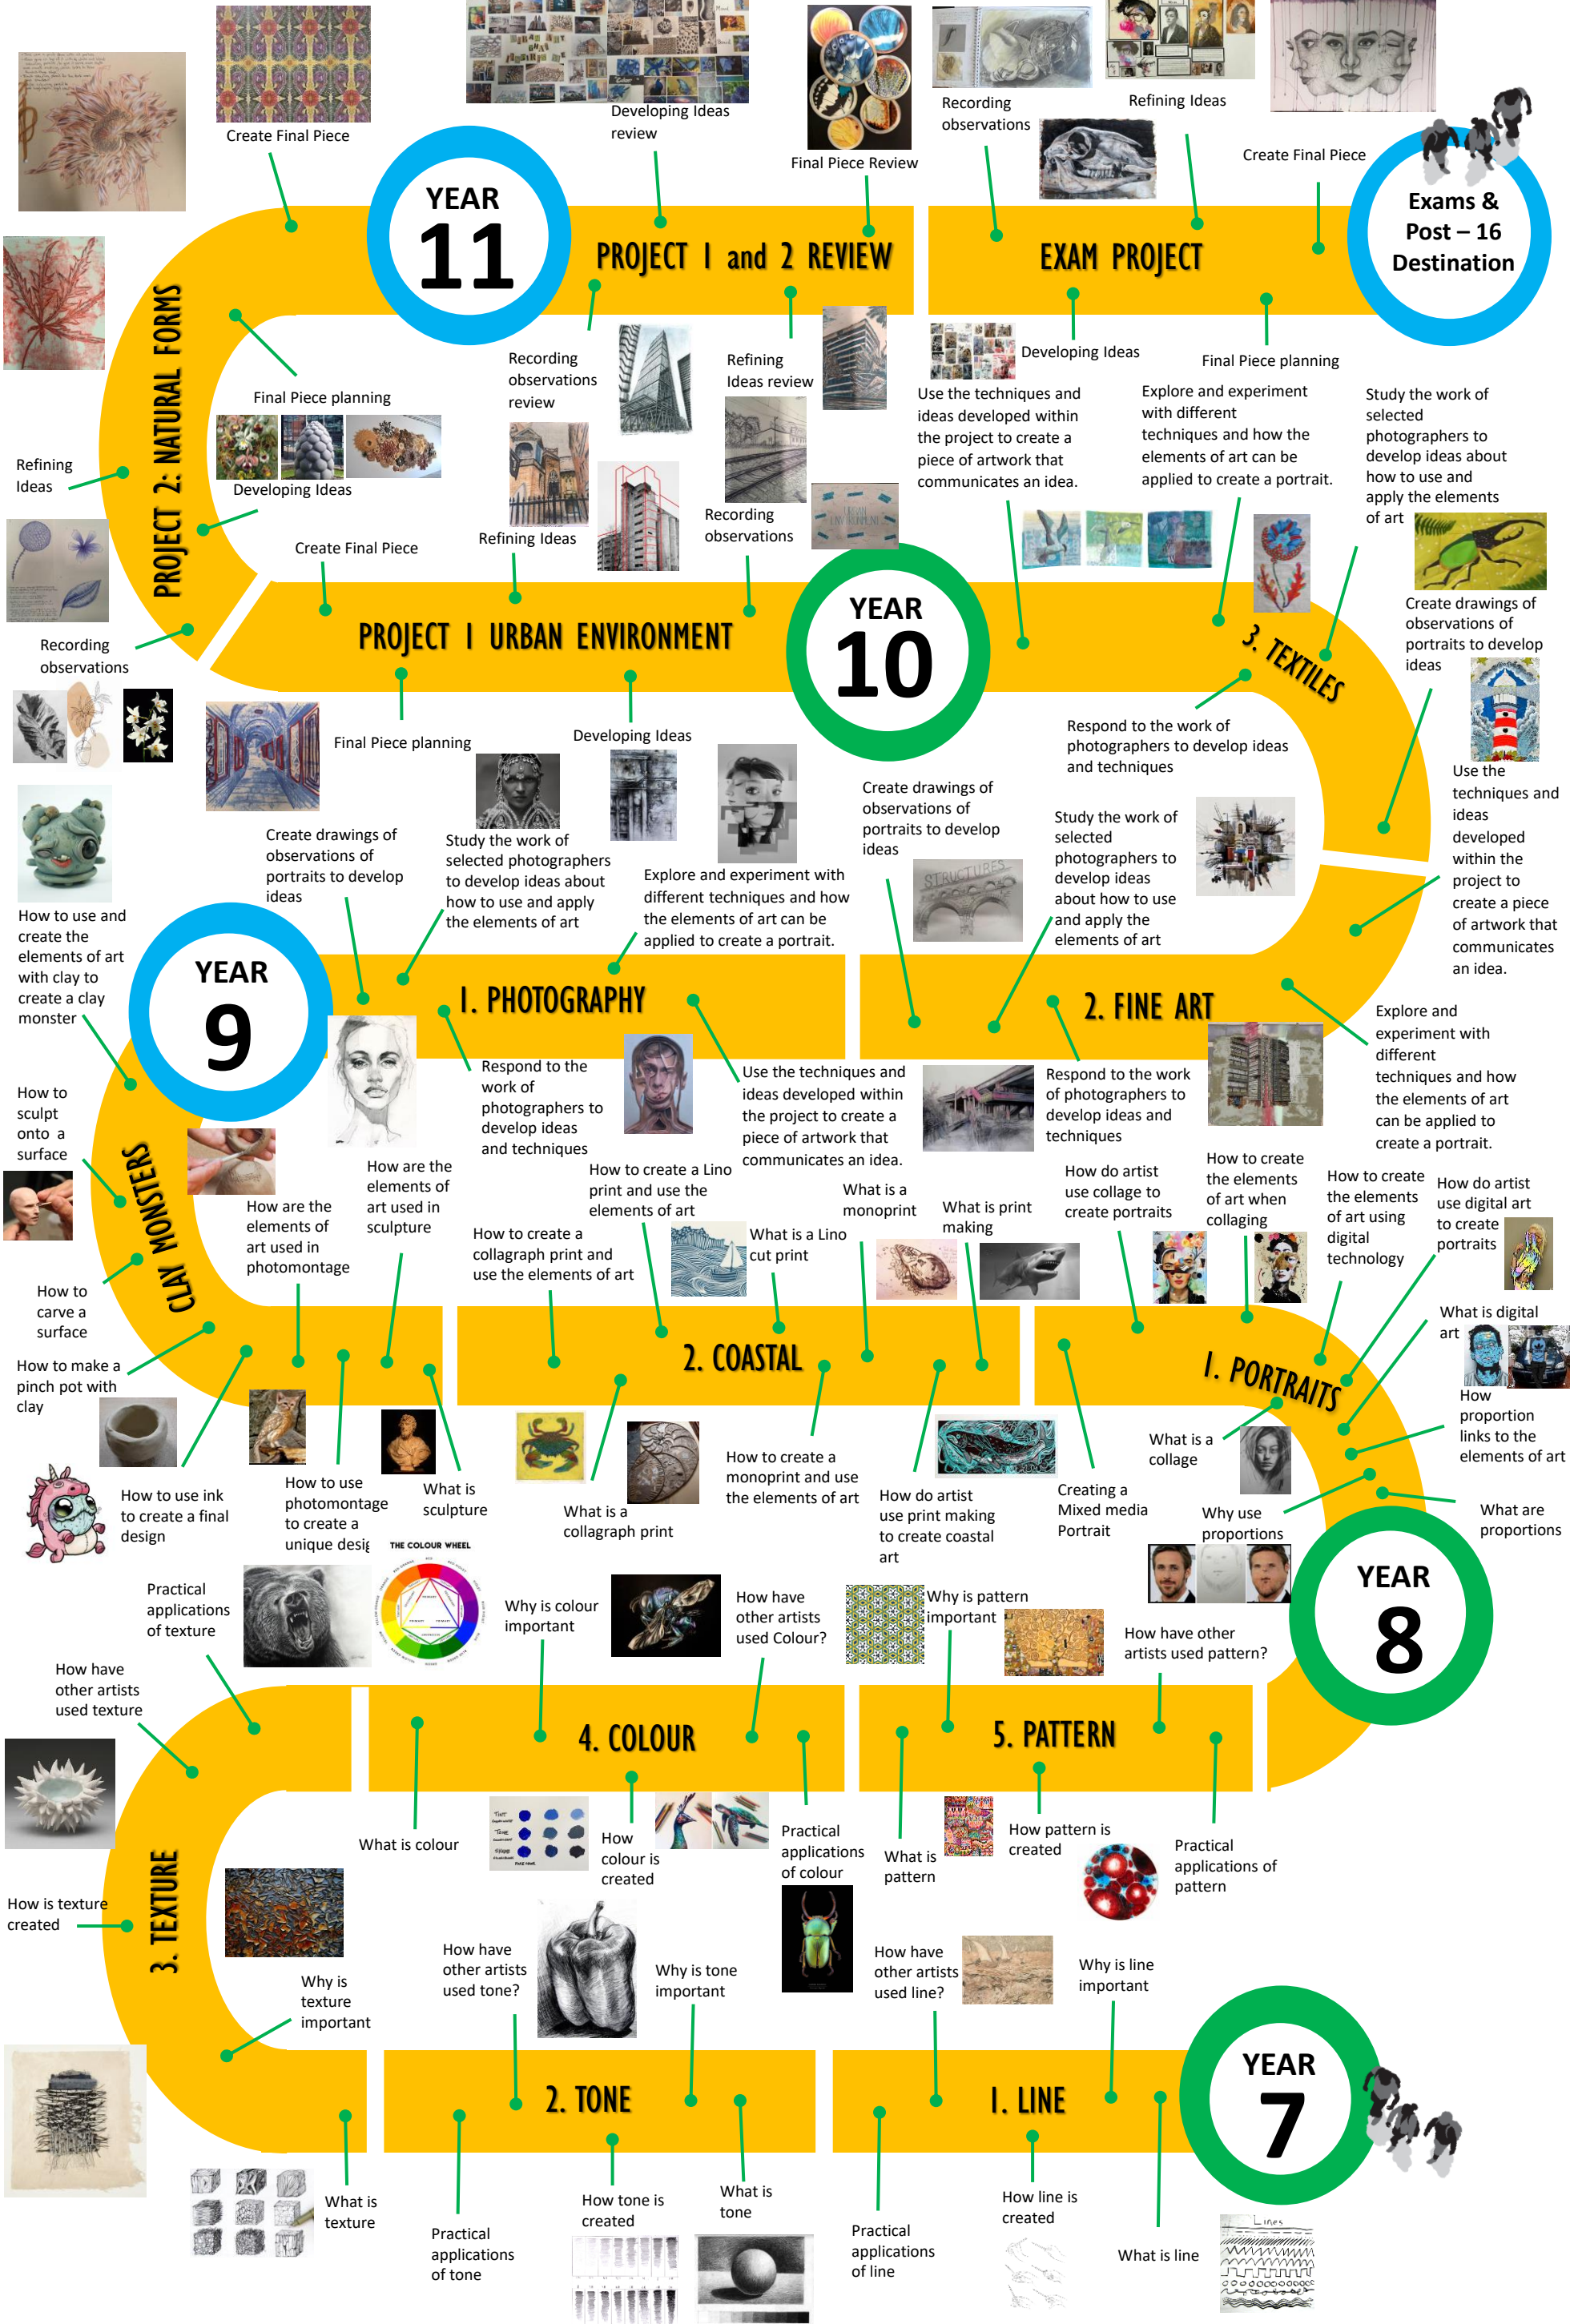 Create Final Piece
Developing Ideas
review
Final Piece Review
Recording
observations
Refining Ideas
Create Final Piece
YEAR
11
PROJECT 1 and 2 REVIEW
EXAM PROJECT
Exams &
Post – 16
Destination
PROJECT 2: NATURAL FORMS
Final Piece planning
Refining
Ideas
Developing Ideas
Recording
observations
Recording
observations
review
Refining
Ideas review
Developing Ideas
Final Piece planning
Create Final Piece
Refining Ideas
Recording
observations
URBAN
ENVIRONMENT
Use the techniques and
ideas developed within
the project to create a
piece of artwork that
communicates an idea.
Explore and experiment
with different
techniques and how the
elements of art can be
applied to create a portrait.
Study the work of
selected
photographers to
develop ideas about
how to use and
apply the elements
of art
Create drawings of
observations of
portraits to develop
ideas
PROJECT 1 URBAN ENVIRONMENT
YEAR
10
3. TEXTILES
Final Piece planning
Developing Ideas
Respond to the work of
photographers to develop ideas
and techniques
Use the
techniques and
ideas
developed
within the
project to
create a piece
of artwork that
communicates
an idea.
Create drawings of
observations of
portraits to develop
ideas
Study the work of
selected photographers
to develop ideas about
how to use and apply
the elements of art
Explore and experiment with
different techniques and how
the elements of art can be
applied to create a portrait.
Create drawings of
observations of
portraits to develop
ideas
STRUCTURES
Study the work of
selected
photographers to
develop ideas
about how to use
and apply the
elements of art
How to use and
create the
elements of art
with clay to
create a clay
monster
YEAR
9
1. PHOTOGRAPHY
2. FINE ART
Explore and
experiment with
different
techniques and how
the elements of art
can be applied to
create a portrait.
Respond to the
work of
photographers to
develop ideas
and techniques
Use the techniques and
ideas developed within
the project to create a
piece of artwork that
communicates an idea.
Respond to the work
of photographers to
develop ideas and
techniques
How to
sculpt
onto a
surface
CLAY MONSTERS
How to
carve a
surface
How to make a
pinch pot with
clay
How to use ink
to create a final
design
How are the
elements of
art used in
photomontage
How to use
photomontage
to create a
unique desig
How are the
elements of
art used in
sculpture
What is
sculpture
How to create a
collagraph print and
use the elements of art
How to create a Lino
print and use the
elements of art
What is a Lino
cut print
What is a
monoprint
What is print
making
How do artist
use collage to
create portraits
How to create
the elements
of art when
collaging
How to create
the elements
of art using
digital
technology
How do artist
use digital art
to create
portraits
What is digital
art
2. COASTAL
1. PORTRAITS
What is a
collagraph print
How to create a
monoprint and use
the elements of art
How do artist
use print making
to create coastal
art
Creating a
Mixed media
Portrait
What is a
collage
How
proportion
links to the
elements of art
Why use
proportions
What are
proportions
YEAR
8
Practical
applications
of texture
How have
other artists
used texture
THE COLOUR WHEEL
Why is colour
important
How have
other artists
used Colour?
Why is pattern
important
How have other
artists used pattern?
4. COLOUR
5. PATTERN
What is colour
TINT
TONE
SHADE
How
colour is
created
Practical
applications
of colour
What is
pattern
How pattern is
created
Practical
applications of
pattern
3. TEXTURE
How is texture
created
Why is
texture
important
What is
texture
How have
other artists
used tone?
Why is tone
important
How have
other artists
used line?
Why is line
important
2. TONE
1. LINE
YEAR
7
Practical
applications
of tone
How tone is
created
What is
tone
Practical
applications
of line
How line is
created
What is line
Lines